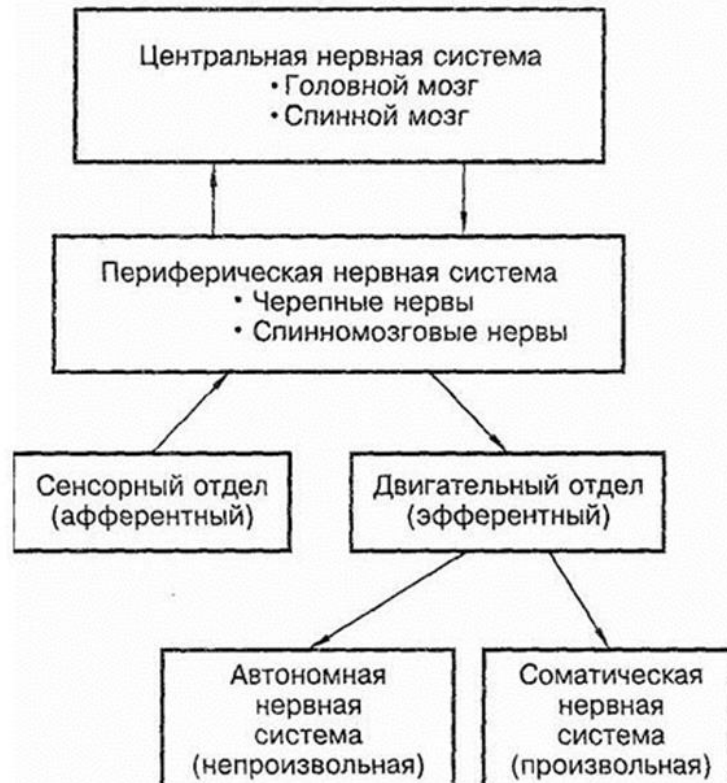 Центральная нервная система
• Головной мозг
• Спинной мозг
Периферическая нервная система
• Черепные нервы
• Спинномозговые нервы
Сенсорный отдел
(афферентный)
Двигательный отдел
(эфферентный)
Автономная
нервная
система
(непроизвольная)
Соматическая
нервная
система
(произвольная)